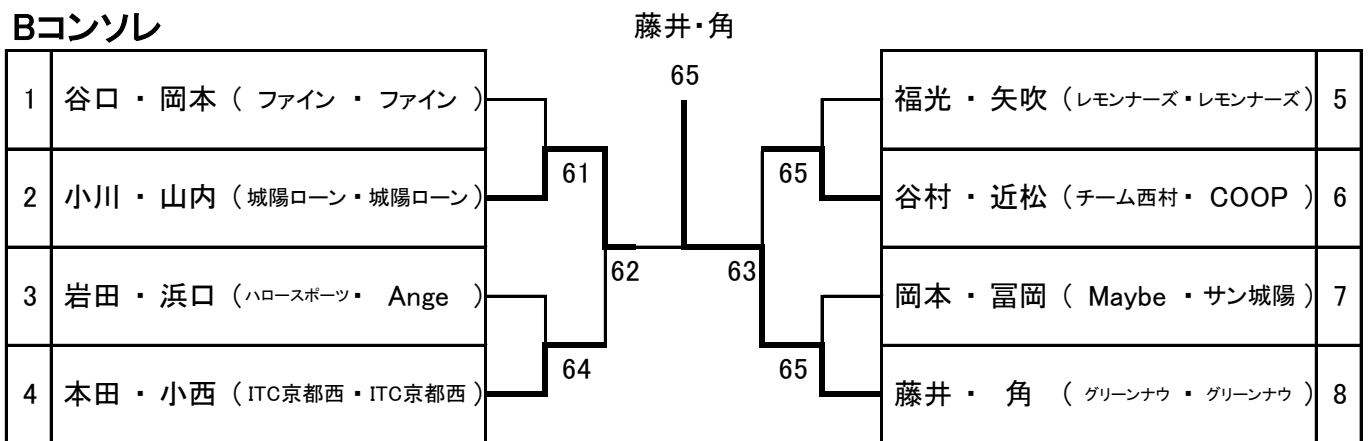 Bコンソレ
藤井・角
65
1 谷口 ・ 岡本 ( ファイン ・ ファイン )
61
2 小川 ・ 山内 ( 城陽ローン ・ 城陽ローン )
62
3 岩田 ・ 浜口 ( ハロースポーツ ・ Ange )
64
4 本田 ・ 小西 ( ITC京都西 ・ ITC京都西 )
福光 ・ 矢吹 ( レモンナーズ ・ レモンナーズ ) 5
65
谷村 ・ 近松 ( チーム西村 ・ COOP ) 6
63
岡本 ・ 冨岡 ( Maybe ・ サン城陽 ) 7
65
藤井 ・ 角 ( グリーンナウ ・ グリーンナウ ) 8